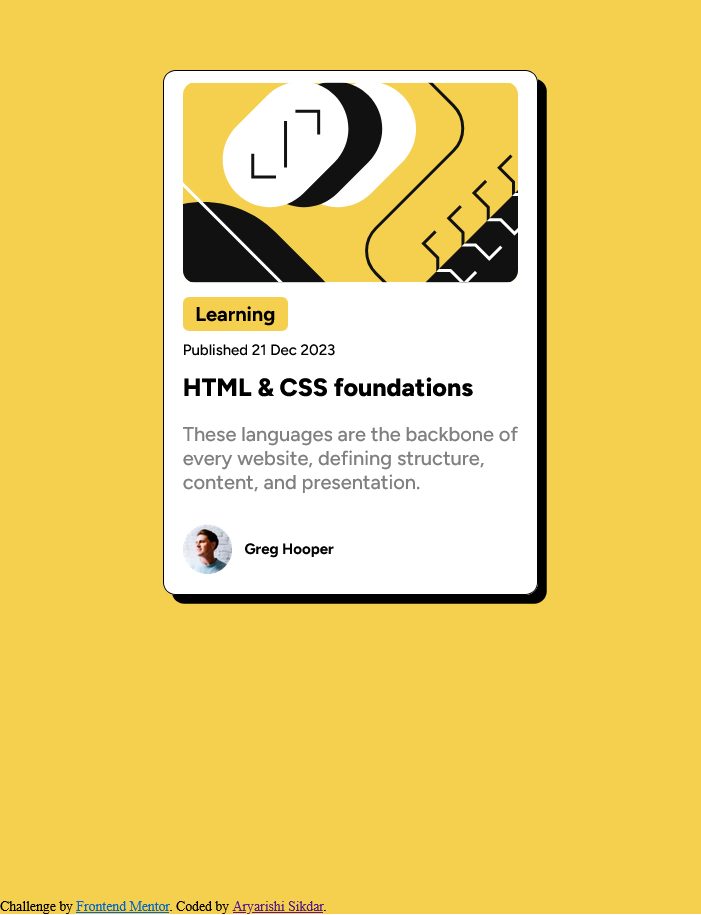 Learning
Published 21 Dec 2023
HTML & CSS foundations
These languages are the backbone of
every website, defining structure,
content, and presentation.
Greg Hooper
Challenge by Frontend Mentor. Coded by Aryarishi Sikdar.